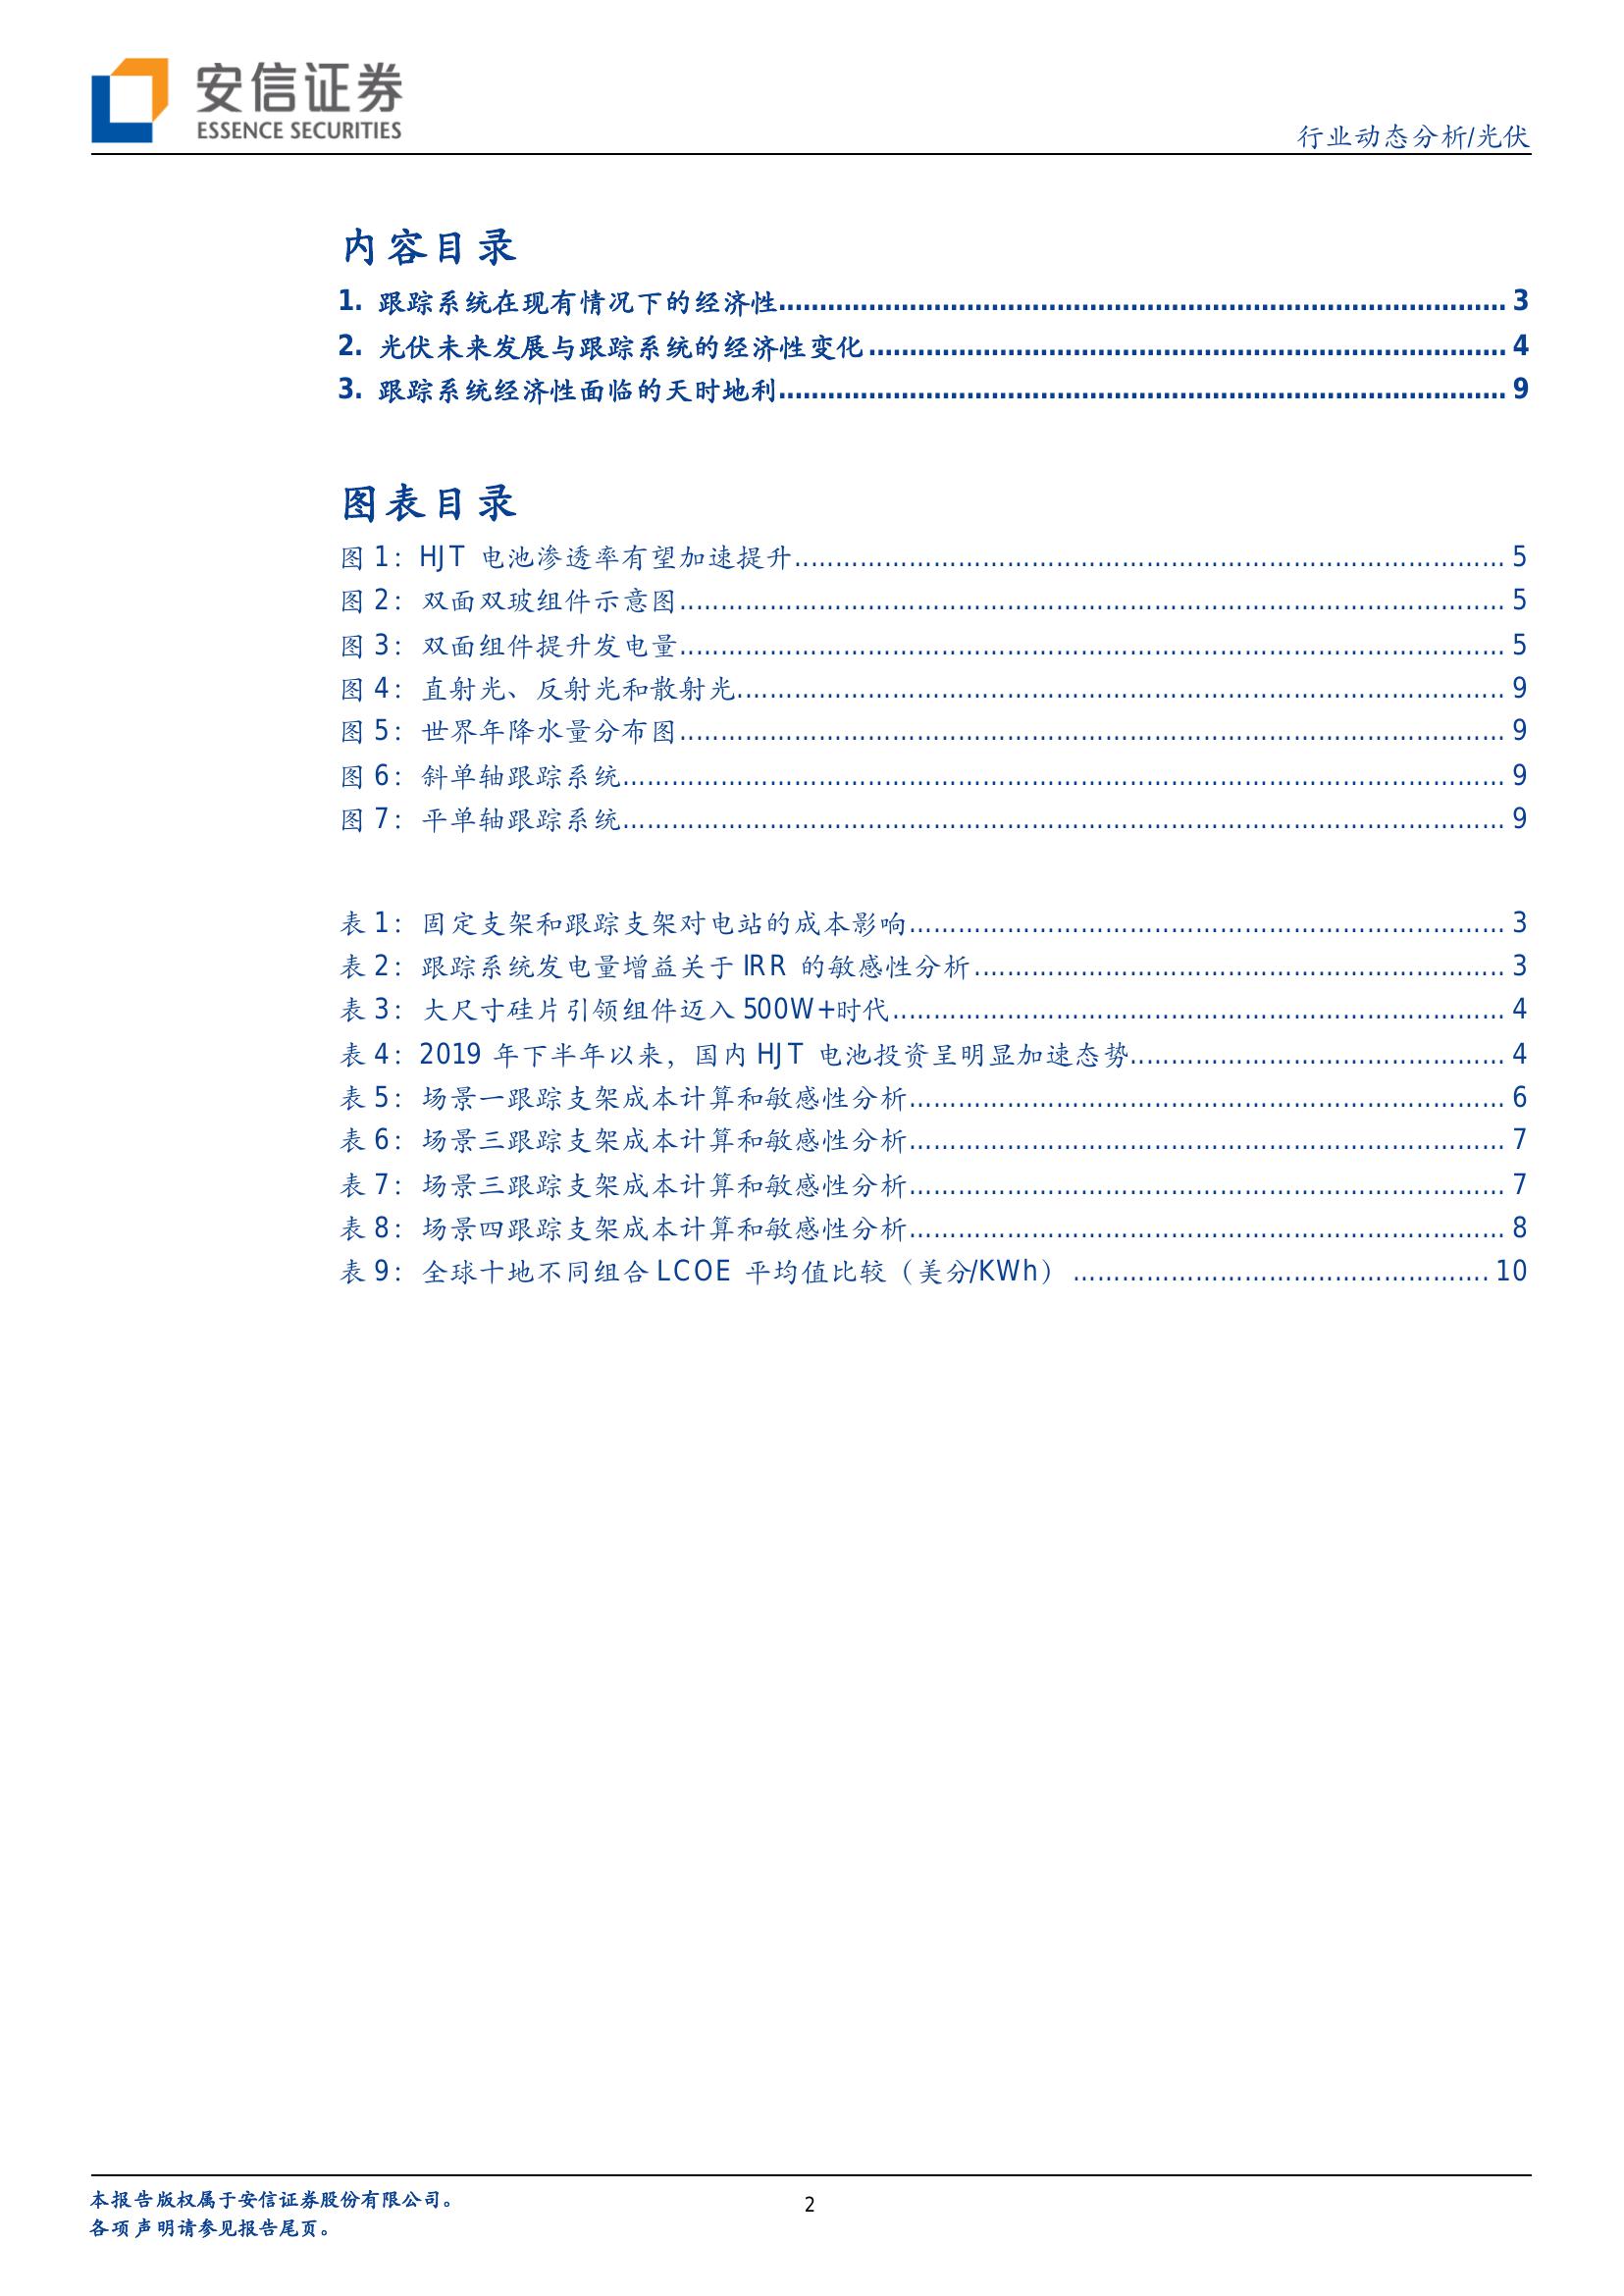 安信证券
ESSENCE SECURITIES
行业动态分析/光伏
内容目录
1. 跟踪系统在现有情况下的经济性 3
2. 光伏未来发展与跟踪系统的经济性变化 4
3. 跟踪系统经济性面临的天时地利 9
图表目录
图 1：HJT 电池渗透率有望加速提升 5
图 2：双面双玻组件示意图 5
图 3：双面组件提升发电量 5
图 4：直射光、反射光和散射光 9
图 5：世界年降水量分布图 9
图 6：斜单轴跟踪系统 9
图 7：平单轴跟踪系统 9
表 1：固定支架和跟踪支架对电站的成本影响 3
表 2：跟踪系统发电量增益关于 IRR 的敏感性分析 3
表 3：大尺寸硅片引领组件迈入 500W+时代 4
表 4：2019 年下半年以来，国内 HJT 电池投资呈明显加速态势 4
表 5：场景一跟踪支架成本计算和敏感性分析 6
表 6：场景三跟踪支架成本计算和敏感性分析 7
表 7：场景三跟踪支架成本计算和敏感性分析 7
表 8：场景四跟踪支架成本计算和敏感性分析 8
表 9：全球十地不同组合 LCOE 平均值比较（美分/KWh） 10
本报告版权属于安信证券股份有限公司。
各项声明请参见报告尾页。
2